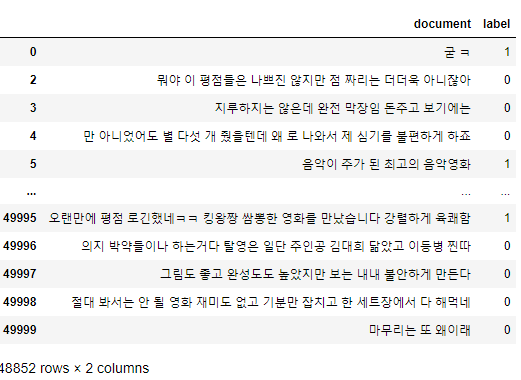 document label
0 굳 ㅋ 1
2 뭐야 이 평점들은 나쁘진 않지만 점 짜리는 더더욱 아니잖아 0
3 지루하지는 않은데 완전 막장임 돈주고 보기에는 0
4 만 아니었어도 별 다섯 개 줬을텐데 왜 로 나와서 제 심기를 불편하게 하죠 0
5 음악이 주가 된 최고의 음악영화 1
... ... ...
49995 오랜만에 평점 로긴했네ㅋㅋ 킹왕짱 쌈뽕한 영화를 만났습니다 강렬하게 육쾌함 1
49996 의지 박약들이나 하는거다 탈영은 일단 주인공 김대희 닮았고 이등병 찐따 0
49997 그림도 좋고 완성도도 높았지만 보는 내내 불안하게 만든다 0
49998 절대 봐서는 안 될 영화 재미도 없고 기분만 잡치고 한 세트장에서 다 해먹네 0
49999 마무리는 또 왜이래 0
48852 rows × 2 columns